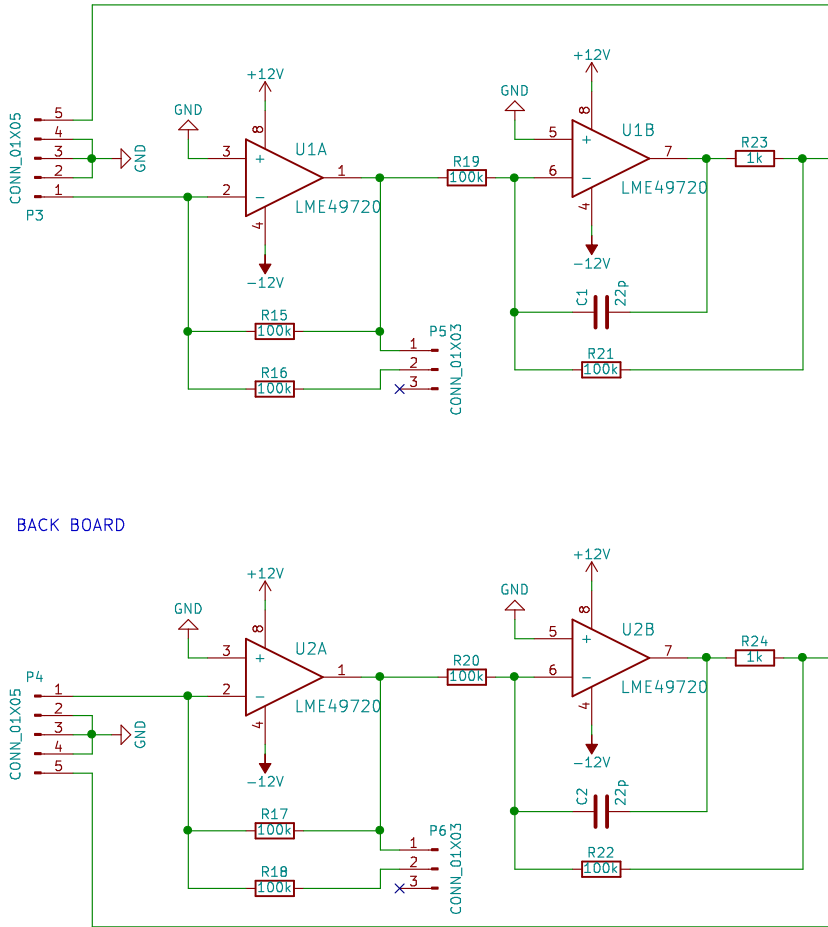 +12V
GND
5
4
3
2
1
CONN_01X05
P3
GND
8
3
+
2
−
4
1
U1A
LME49720
−12V
R15
100k
R16
100k
P5
1
2
3
CONN_01X03
R19
100k
+12V
GND
8
5
+
6
−
4
7
U1B
LME49720
−12V
C1
22p
R21
100k
R23
1k
BACK BOARD
+12V
GND
P4
1
2
3
4
5
CONN_01X05
GND
8
3
+
2
−
4
1
U2A
LME49720
−12V
R17
100k
R18
100k
P6
1
2
3
CONN_01X03
R20
100k
+12V
GND
8
5
+
6
−
4
7
U2B
LME49720
−12V
C2
22p
R22
100k
R24
1k